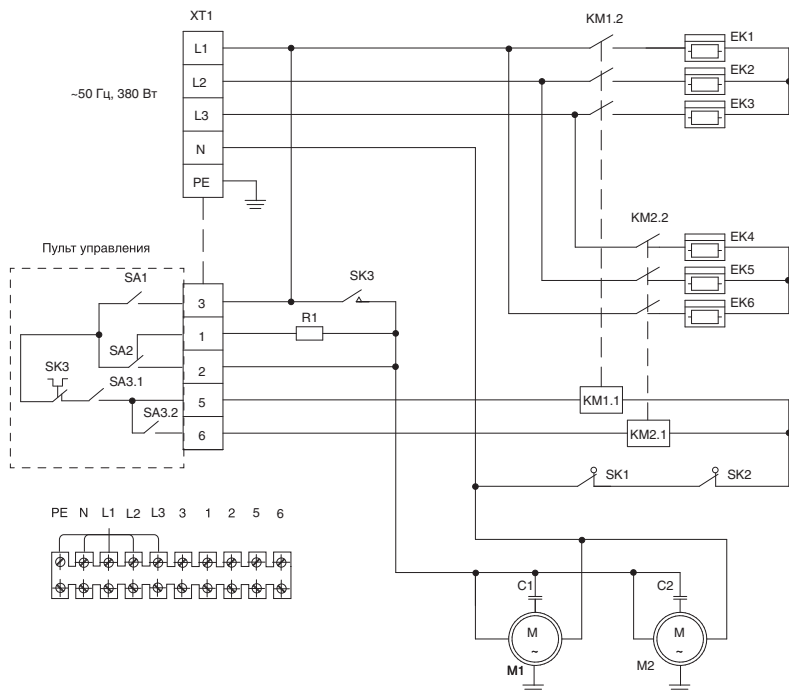 XT1
KM1.2
L1
EK1
L2
EK2
~50 Гц, 380 Вт
L3
EK3
N
PE
KM2.2
EK4
Пульт управления
EK5
SA1
SK3
3
EK6
R1
1
SA2
2
SK3
SA3.1
5
KM1.1
SA3.2
6
KM2.1
SK1
SK2
PE N L1 L2 L3 3 1 2 5 6
C1
C2
M
~
M
~
M1
M2